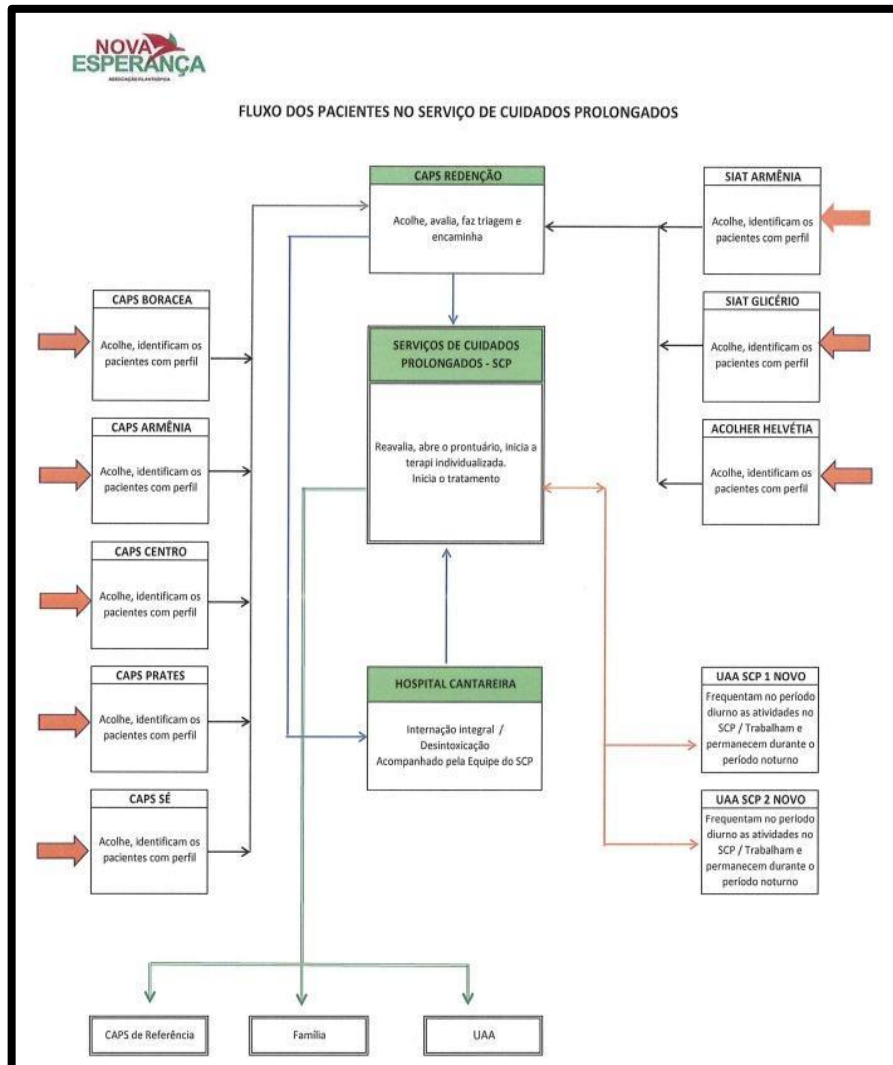 NOVA
ESPERANÇA
ASSOCIAÇÃO FILANTRÓPICA
FLUXO DOS PACIENTES NO SERVIÇO DE CUIDADOS PROLONGADOS
CAPS REDENÇÃO
Acolhe, avalia, faz triagem e
encaminha
SIAT ARMÊNIA
Acolhe, identificam os
pacientes com perfil
CAPS BORACEA
Acolhe, identificam os
pacientes com perfil
SIAT GLICÉRIO
Acolhe, identificam os
pacientes com perfil
SERVIÇOS DE CUIDADOS
PROLONGADOS - SCP
Reavalia, abre o prontuário, inicia a
terapi individualizada.
Inicia o tratamento
CAPS ARMÊNIA
Acolhe, identificam os
pacientes com perfil
ACOLHER HELVÉTIA
Acolhe, identificam os
pacientes com perfil
CAPS CENTRO
Acolhe, identificam os
pacientes com perfil
CAPS PRATES
Acolhe, identificam os
pacientes com perfil
HOSPITAL CANTAREIRA
Internação integral /
Desintoxicação
Acompanhado pela Equipe do SCP
UAA SCP 1 NOVO
Frequentam no período
diurno as atividades no
SCP / Trabalham e
permanecem durante o
período noturno
CAPS SÉ
Acolhe, identificam os
pacientes com perfil
UAA SCP 2 NOVO
Frequentam no período
diurno as atividades no
SCP / Trabalham e
permanecem durante o
período noturno
CAPS de Referência
Família
UAA